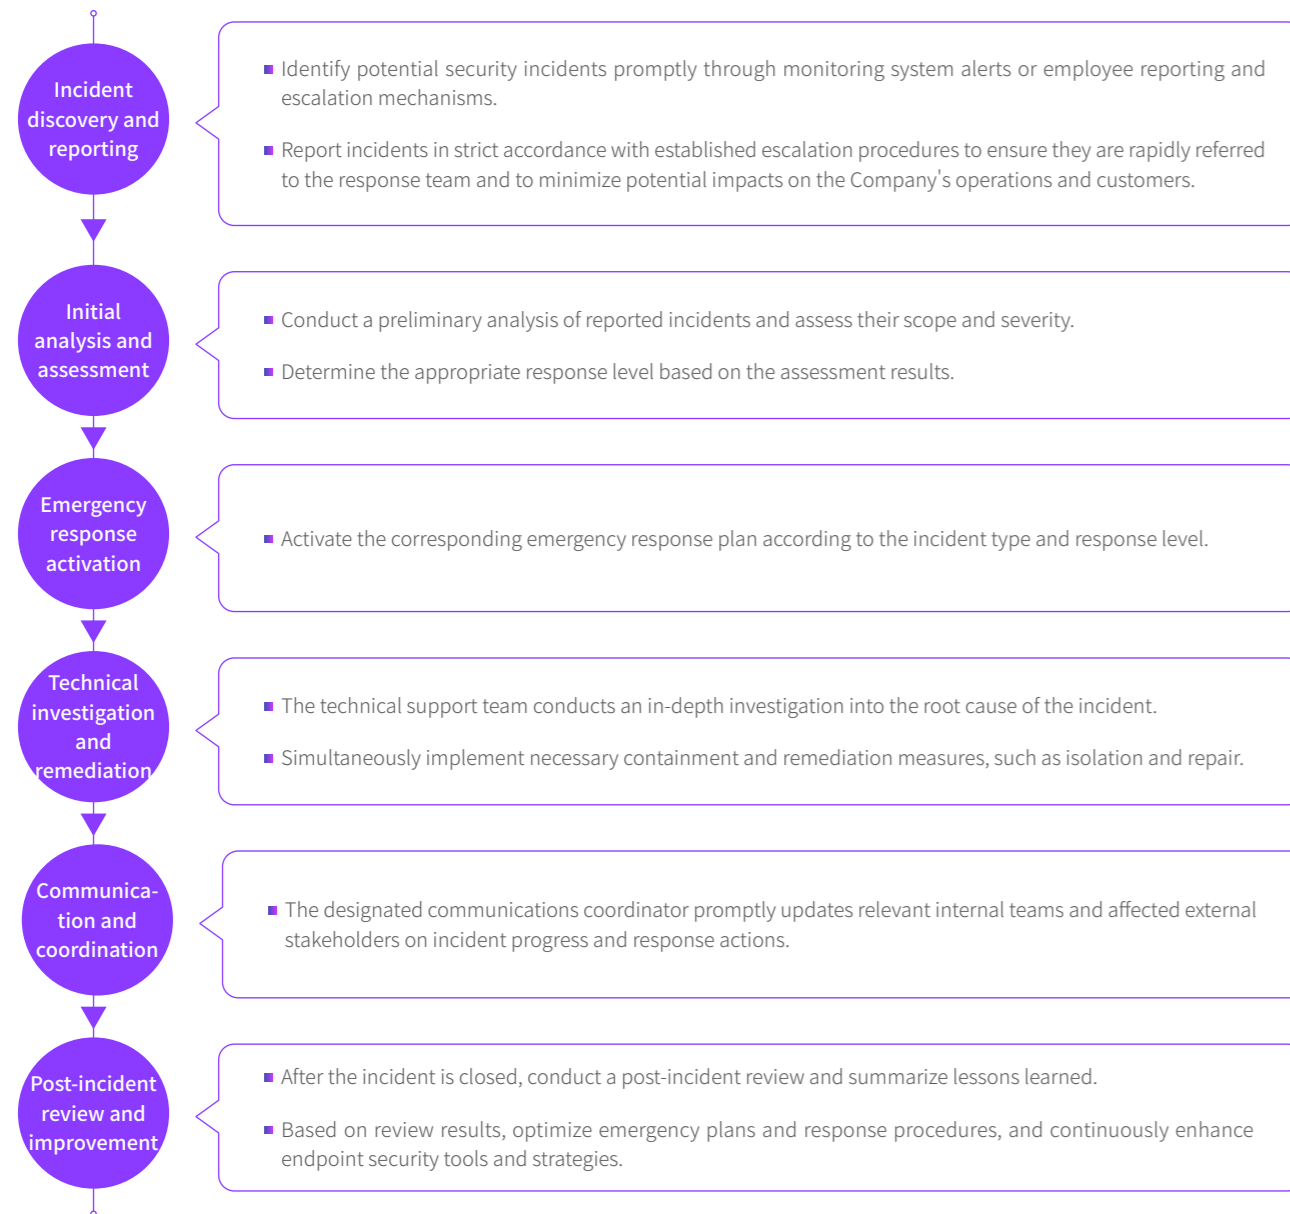 Incident
discovery and
reporting
Identify potential security incidents promptly through monitoring system alerts or employee reporting and
escalation mechanisms.
Report incidents in strict accordance with established escalation procedures to ensure they are rapidly referred
to the response team and to minimize potential impacts on the Company's operations and customers.
Initial
analysis and
assessment
Conduct a preliminary analysis of reported incidents and assess their scope and severity.
Determine the appropriate response level based on the assessment results.
Emergency
response
activation
Activate the corresponding emergency response plan according to the incident type and response level.
Technical
investigation
and
remediation
The technical support team conducts an in-depth investigation into the root cause of the incident.
Simultaneously implement necessary containment and remediation measures, such as isolation and repair.
Communica-
tion and
coordination
The designated communications coordinator promptly updates relevant internal teams and affected external
stakeholders on incident progress and response actions.
Post-incident
review and
improvement
After the incident is closed, conduct a post-incident review and summarize lessons learned.
Based on review results, optimize emergency plans and response procedures, and continuously enhance
endpoint security tools and strategies.